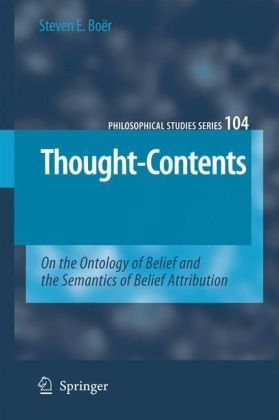 Steven E. Boër
PHILOSOPHICAL STUDIES SERIES 104
Thought-Contents
On the Ontology of Belief and
the Semantics of Belief Attribution
Springer